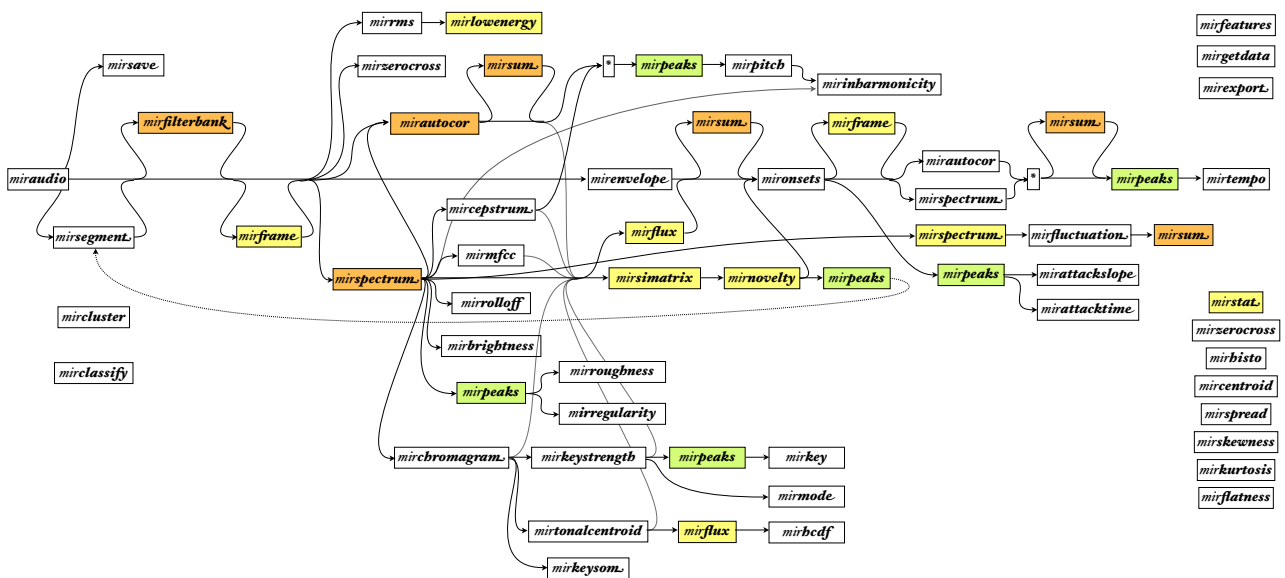 mirrms
mirlowenergy
mirfeatures
mirsave
mirzerocross
mirsum
*
mirpeaks
mirpitch
mirgetdata
mirinharmonicity
mirexport
mirfilterbank
mirautocor
mirsum
mirframe
mirsum
miraudio
mirenvelope
mironsets
mirautocor
mirspectrum
*
mirpeaks
mirtempo
mirsegment
mirframe
mircepstrum
mirflux
mirspectrum
mirfluctuation
mirsum
mirmfcc
mirspectrum
mirsimatrix
mirnovelty
mirpeaks
mirpeaks
mirattackslope
mirrolloff
mirattacktime
mirstat
mircluster
mirzerocross
mirbrightness
mirhisto
mirclassify
mirroughness
mircentroid
mirpeaks
mirregularity
mirspread
mirskewness
mirchromagram
mirkeystrength
mirpeaks
mirkey
mirkurtosis
mirmode
mirflatness
mirtonalcentroid
mirflux
mirhcdf
mirkeysom